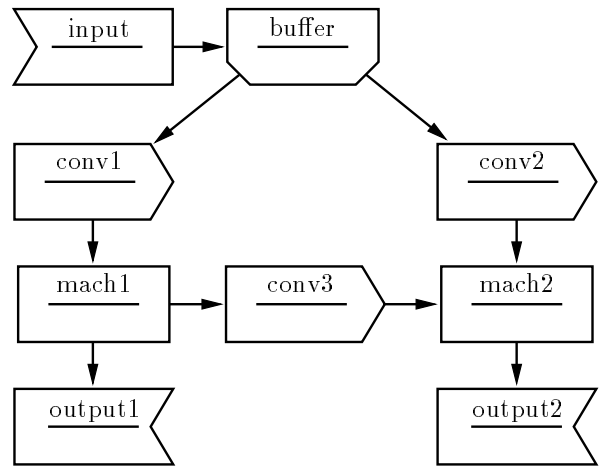 input
buffer
conv1
conv2
mach1
conv3
mach2
output1
output2